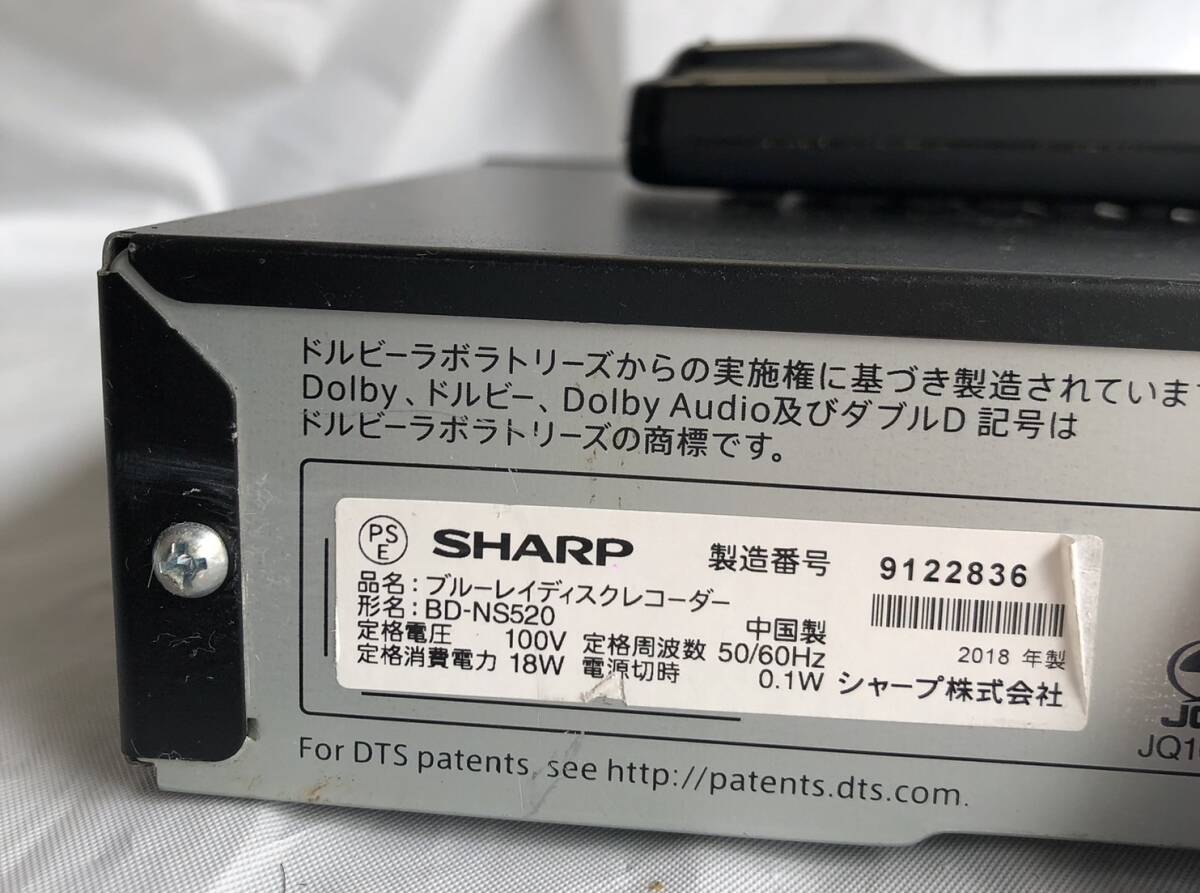 ドルビーラボラトリーズからの実施権に基づき製造されていま
Dolby、ドルビー、Dolby Audio及びダブルD 記号は
ドルビーラボラトリーズの商標です。
PS
E
SHARP 製造番号 9122836
品名：ブルーレイディスクレコーダー
形名：BD-NS520 中国製
2018 年製
定格電圧 100V 定格周波数 50/60Hz
定格消費電力 18W 電源切時 0.1W シャープ株式会社
For DTS patents, see http://patents.dts.com.